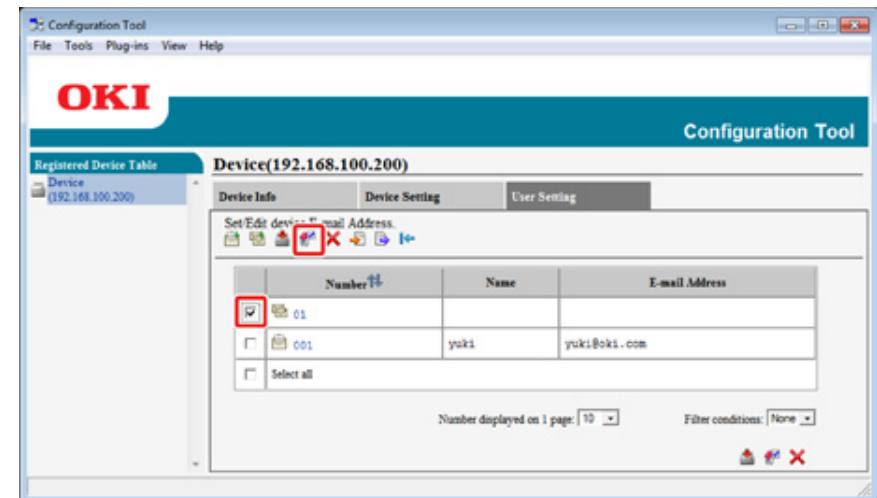 Configuration Tool
File Tools Plug-ins View Help
OKI
Configuration Tool
Registered Device Table
Device
(192.168.100.200)
Device(192.168.100.200)
Device Info Device Setting User Setting
Set/Edit device E-mail Address.
Number Name E-mail Address
01
001 yuki yuki@oki.com
Select all
Number displayed on 1 page: 10 Filter conditions: None